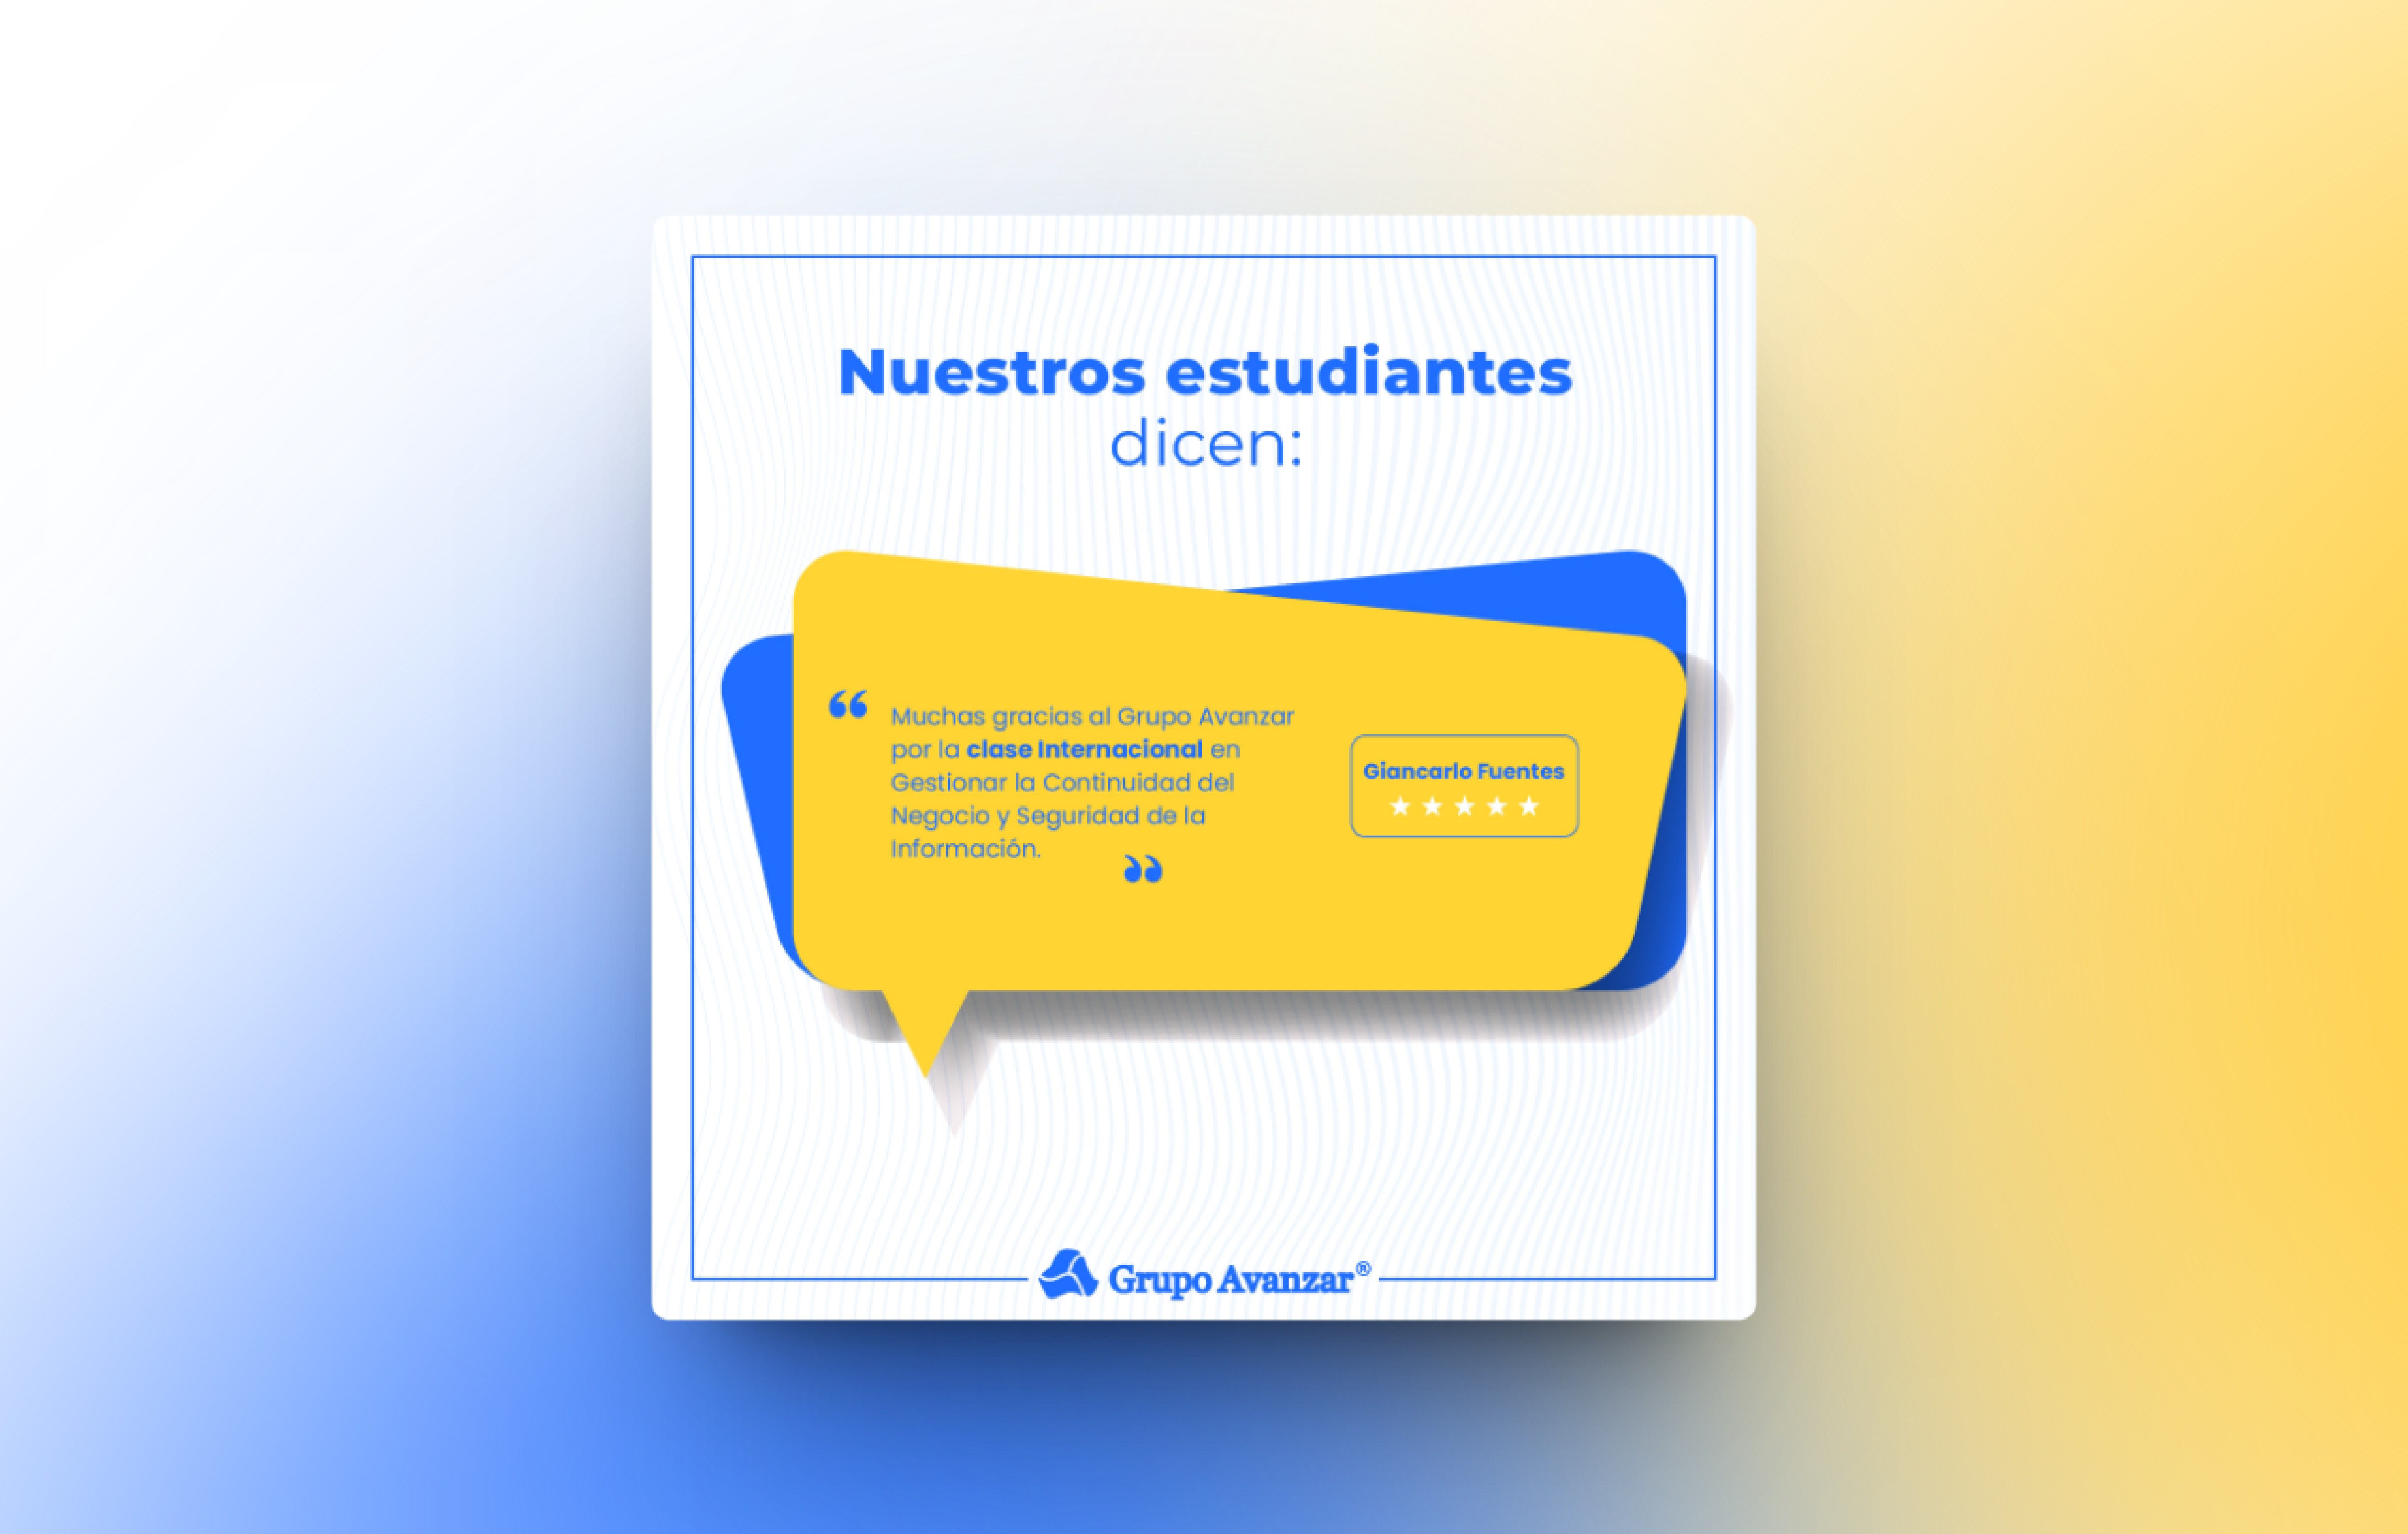 Nuestros estudiantes
dicen:
“ Muchas gracias al Grupo Avanzar
por la clase Internacional en
Gestionar la Continuidad del
Negocio y Seguridad de la
Información. ”
Giancarlo Fuentes
★ ★ ★ ★ ★
Grupo Avanzar®